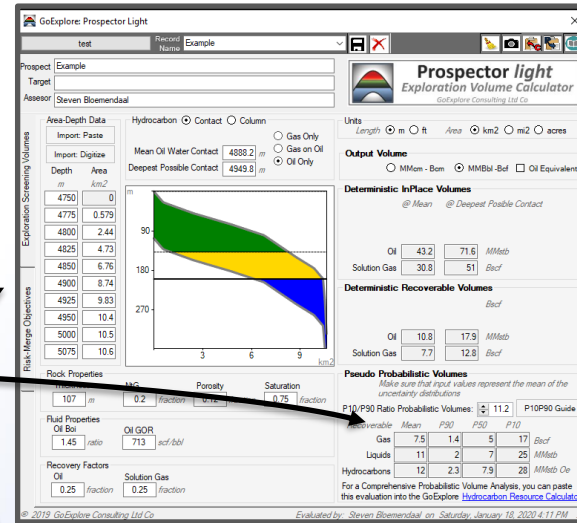 GoExplore: Prospector Light
test Record Name Example
Prospect Example
Target
Assesor Steven Bloemendaal
Prospector light
Exploration Volume Calculator
GoExplore Consulting Ltd Co
Exploration Screening Volumes
Risk-Merge Objectives
Area-Depth Data
Import: Paste
Import: Digitize
Depth Area
m km2
4750 0
4775 0.579
4800 2.44
4825 4.73
4850 6.76
4900 8.74
4925 9.83
4950 10.4
5000 10.5
5075 10.6
Hydrocarbon Contact Column
Gas Only
Gas on Oil
Oil Only
Mean Oil Water Contact 4888.2 m
Deepest Possible Contact 4949.8 m
m
90
180
270
3 6 9
km2
Rock Properties
NtG Porosity Saturation
107 m 0.2 fraction 0.12 0.75 fraction
Fluid Properties
Oil Boi Oil GOR
1.45 ratio 713 scf/bbl
Recovery Factors
Oil Solution Gas
0.25 fraction 0.25 fraction
Units
Length m ft Area km2 mi2 acres
Output Volume
MMcm - Bcm MMBbl -Bcf Oil Equivalent
Deterministic InPlace Volumes
@ Mean @ Deepest Posble Contact
Oil 43.2 71.6 MMstb
Solution Gas 30.8 51 Bscf
Deterministic Recoverable Volumes
Bscf
Oil 10.8 17.9 MMstb
Solution Gas 7.7 12.8 Bscf
Pseudo Probabilistic Volumes
Make sure that input values represent the mean of the
uncertainty distributions
P10/P90 Ratio Probabilistic Volumes: 11.2 P10P90 Guide
Recoverable Mean P90 P50 P10
Gas 7.5 1.4 5 17 Bscf
Liquids 11 2 7 25 MMstb
Hydrocarbons 12 2.3 7.9 28 MMstb Oe
For a Comprehensive Probabilistic Volume Analysis, you can paste
this evaluation into the GoExplore Hydrocarbon Resource Calculator
© 2019 GoExplore Consulting Ltd Co Evaluated by: Steven Bloemendaal on Saturday, January 18, 2020 4:11 PM